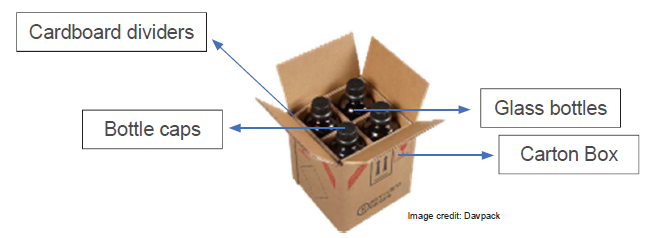 Cardboard dividers
Glass bottles
Bottle caps
Carton Box
Image credit: Davpack